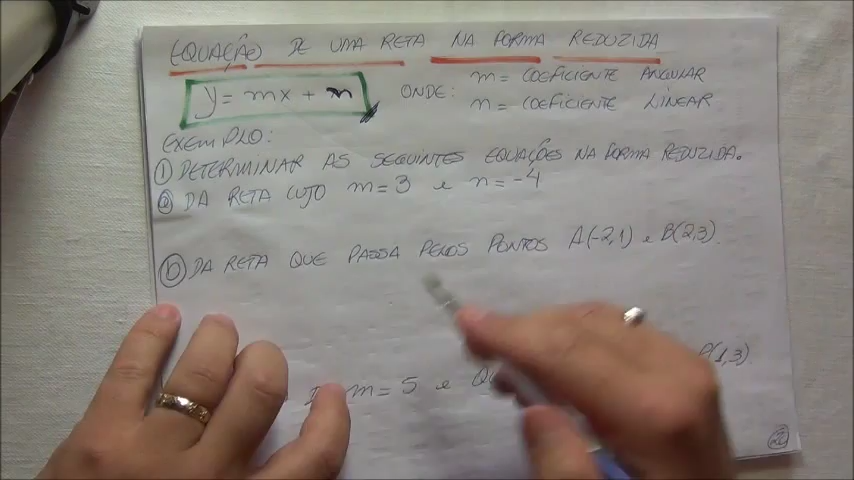 EQUAÇÃO DE UMA RETA NA FORMA REDUZIDA
y = mx + n ONDE: m = COEFICIENTE ANGULAR
n = COEFICIENTE LINEAR
EXEMPLO:
① DETERMINAR AS SEGUINTES EQUAÇÕES NA FORMA REDUZIDA.
ⓐ DA RETA CUJO m = 3 e n = -4
ⓑ DA RETA QUE PASSA PELOS PONTOS A(-2,1) e B(2,3).
(1,3)
m = 5 e
②